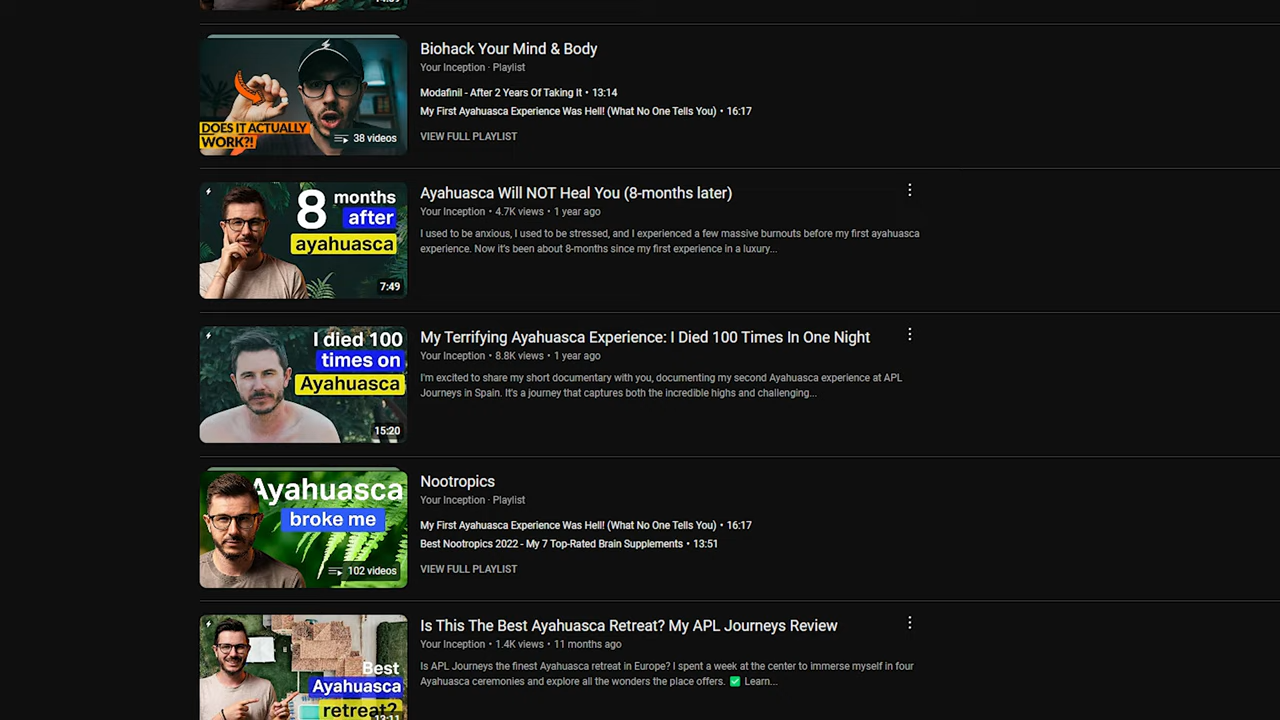 Biohack Your Mind & Body
Your Inception · Playlist
Modafinil - After 2 Years Of Taking It • 13:14
My First Ayahuasca Experience Was Hell! (What No One Tells You) • 16:17
VIEW FULL PLAYLIST
DOES IT ACTUALLY
WORK?!
38 videos
8 months
after
ayahuasca
7:49
Ayahuasca Will NOT Heal You (8-months later)
Your Inception • 4.7K views • 1 year ago
I used to be anxious, I used to be stressed, and I experienced a few massive burnouts before my first ayahuasca
experience. Now it's been about 8-months since my first experience in a luxury...
I died 100
times on
Ayahuasca
15:20
My Terrifying Ayahuasca Experience: I Died 100 Times In One Night
Your Inception • 8.8K views • 1 year ago
I'm excited to share my short documentary with you, documenting my second Ayahuasca experience at APL
Journeys in Spain. It's a journey that captures both the incredible highs and challenging...
Ayahuasca
broke me
102 videos
Nootropics
Your Inception · Playlist
My First Ayahuasca Experience Was Hell! (What No One Tells You) • 16:17
Best Nootropics 2022 - My 7 Top-Rated Brain Supplements • 13:51
VIEW FULL PLAYLIST
Best
Ayahuasca
retreat?
13:11
Is This The Best Ayahuasca Retreat? My APL Journeys Review
Your Inception • 1.4K views • 11 months ago
Is APL Journeys the finest Ayahuasca retreat in Europe? I spent a week at the center to immerse myself in four
Ayahuasca ceremonies and explore all the wonders the place offers. ✅ Learn...